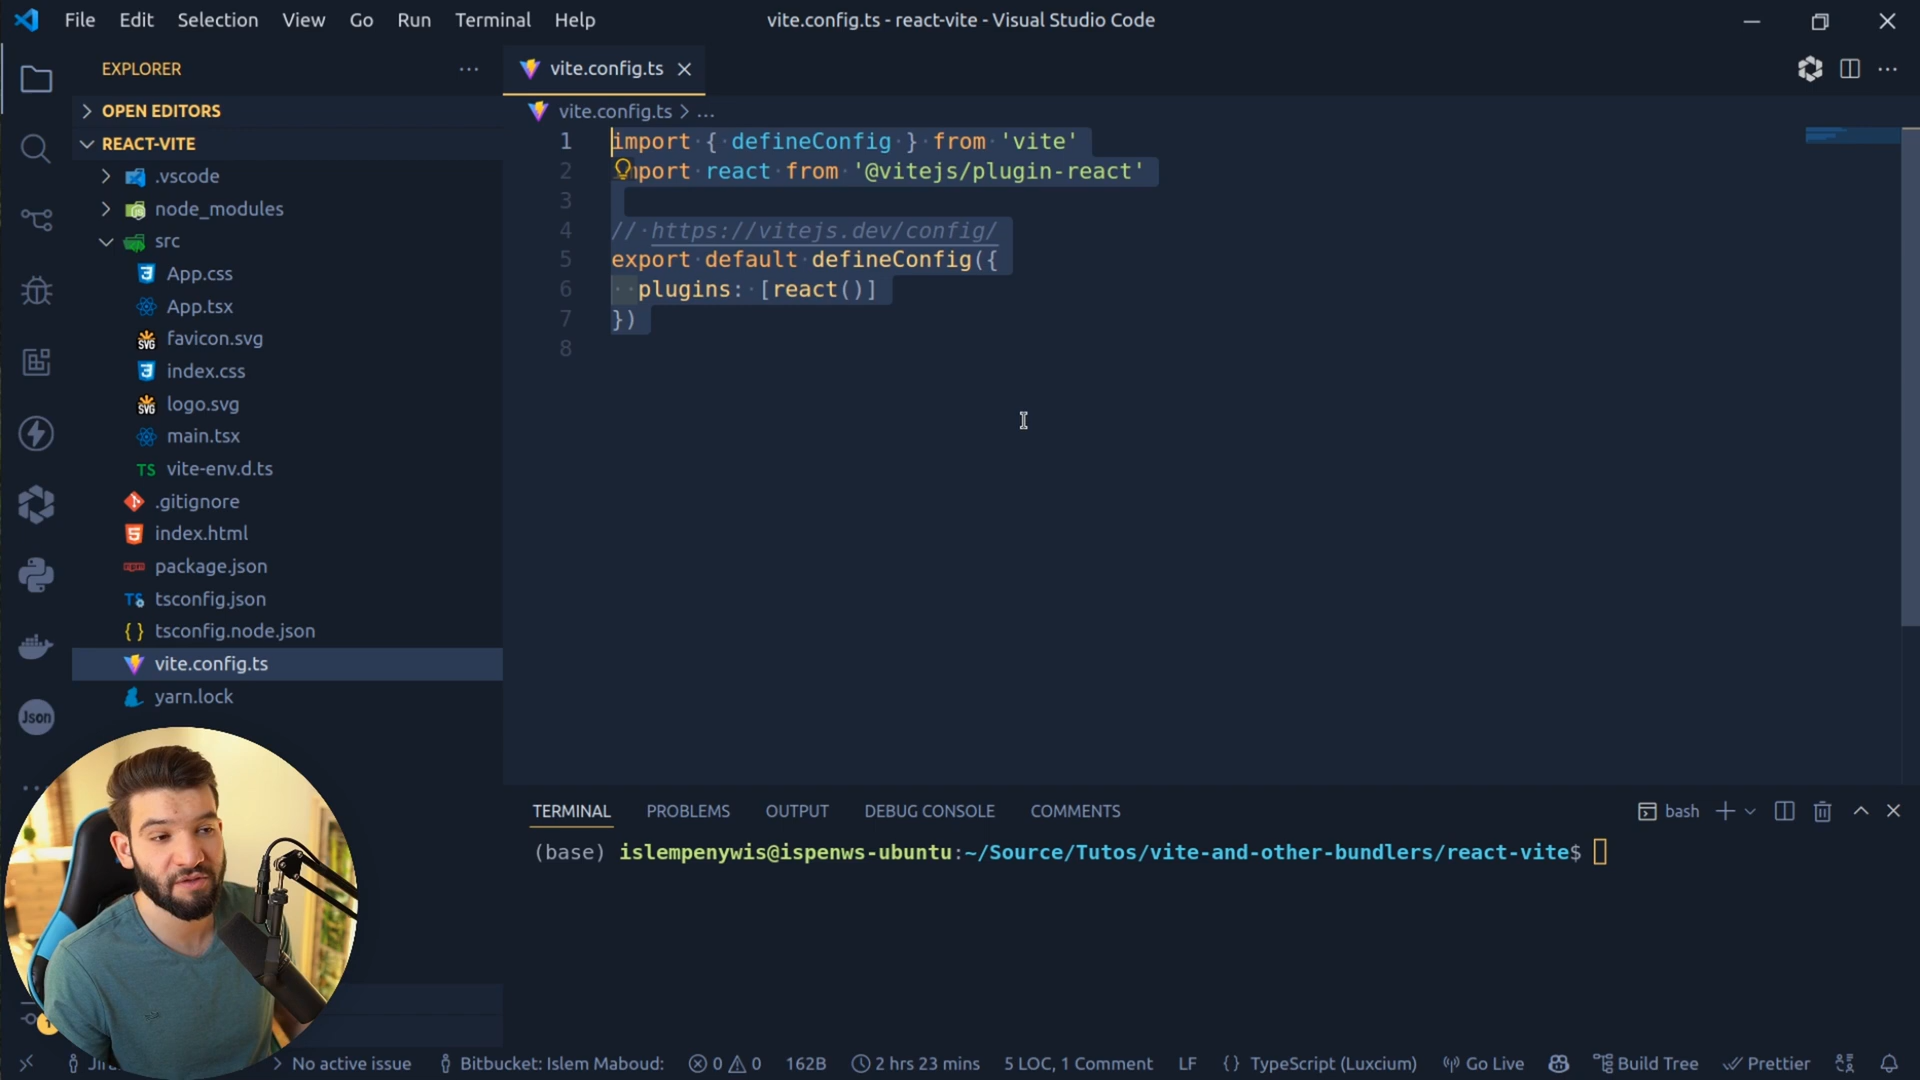 File Edit Selection View Go Run Terminal Help
vite.config.ts - react-vite - Visual Studio Code
EXPLORER
OPEN EDITORS
REACT-VITE
.vscode
node_modules
src
App.css
App.tsx
favicon.svg
index.css
logo.svg
main.tsx
TS vite-env.d.ts
.gitignore
index.html
package.json
tsconfig.json
{ } tsconfig.node.json
vite.config.ts
yarn.lock
Json
vite.config.ts
vite.config.ts > ...
1 import { defineConfig } from 'vite'
2 mport react from '@vitejs/plugin-react'
3
4 // https://vitejs.dev/config/
5 export default defineConfig({
6 plugins: [react()]
7 })
8
TERMINAL PROBLEMS OUTPUT DEBUG CONSOLE COMMENTS
bash
(base) islempenywis@ispenws-ubuntu:~/Source/Tutos/vite-and-other-bundlers/react-vite$
No active issue Bitbucket: Islem Maboud: 0 0 162B 2 hrs 23 mins 5 LOC, 1 Comment LF { } TypeScript (Luxcium) Go Live Build Tree Prettier